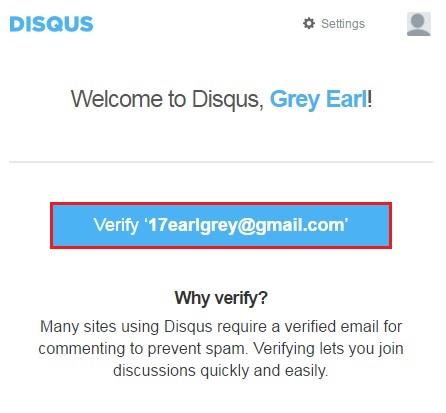 DISQUS
Settings
Welcome to Disqus, Grey Earl!
Verify ‘17earlgrey@gmail.com’
Why verify?
Many sites using Disqus require a verified email for
commenting to prevent spam. Verifying lets you join
discussions quickly and easily.